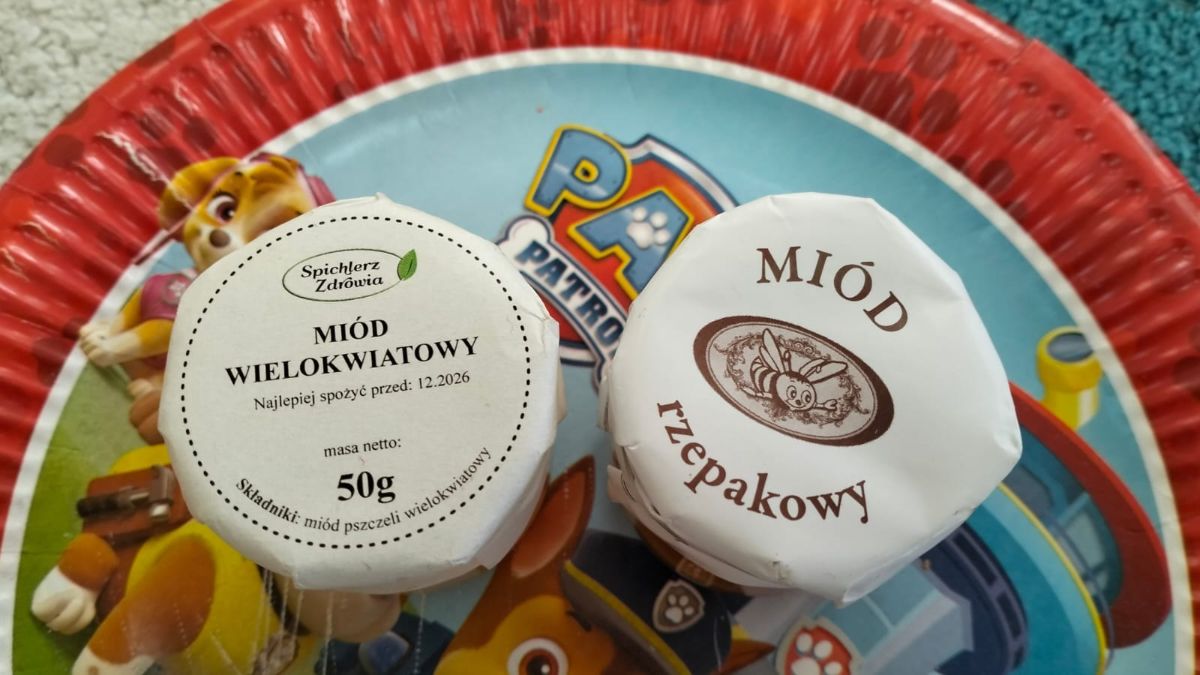 Spichlerz
Zdrowia
MIÓD
WIELOKWIATOWY
Najlepiej spożyć przed: 12.2026
masa netto:
50g
Składniki: miód pszczeli wielokwiatowy
MIÓD
rzepakowy
PA
PATRO